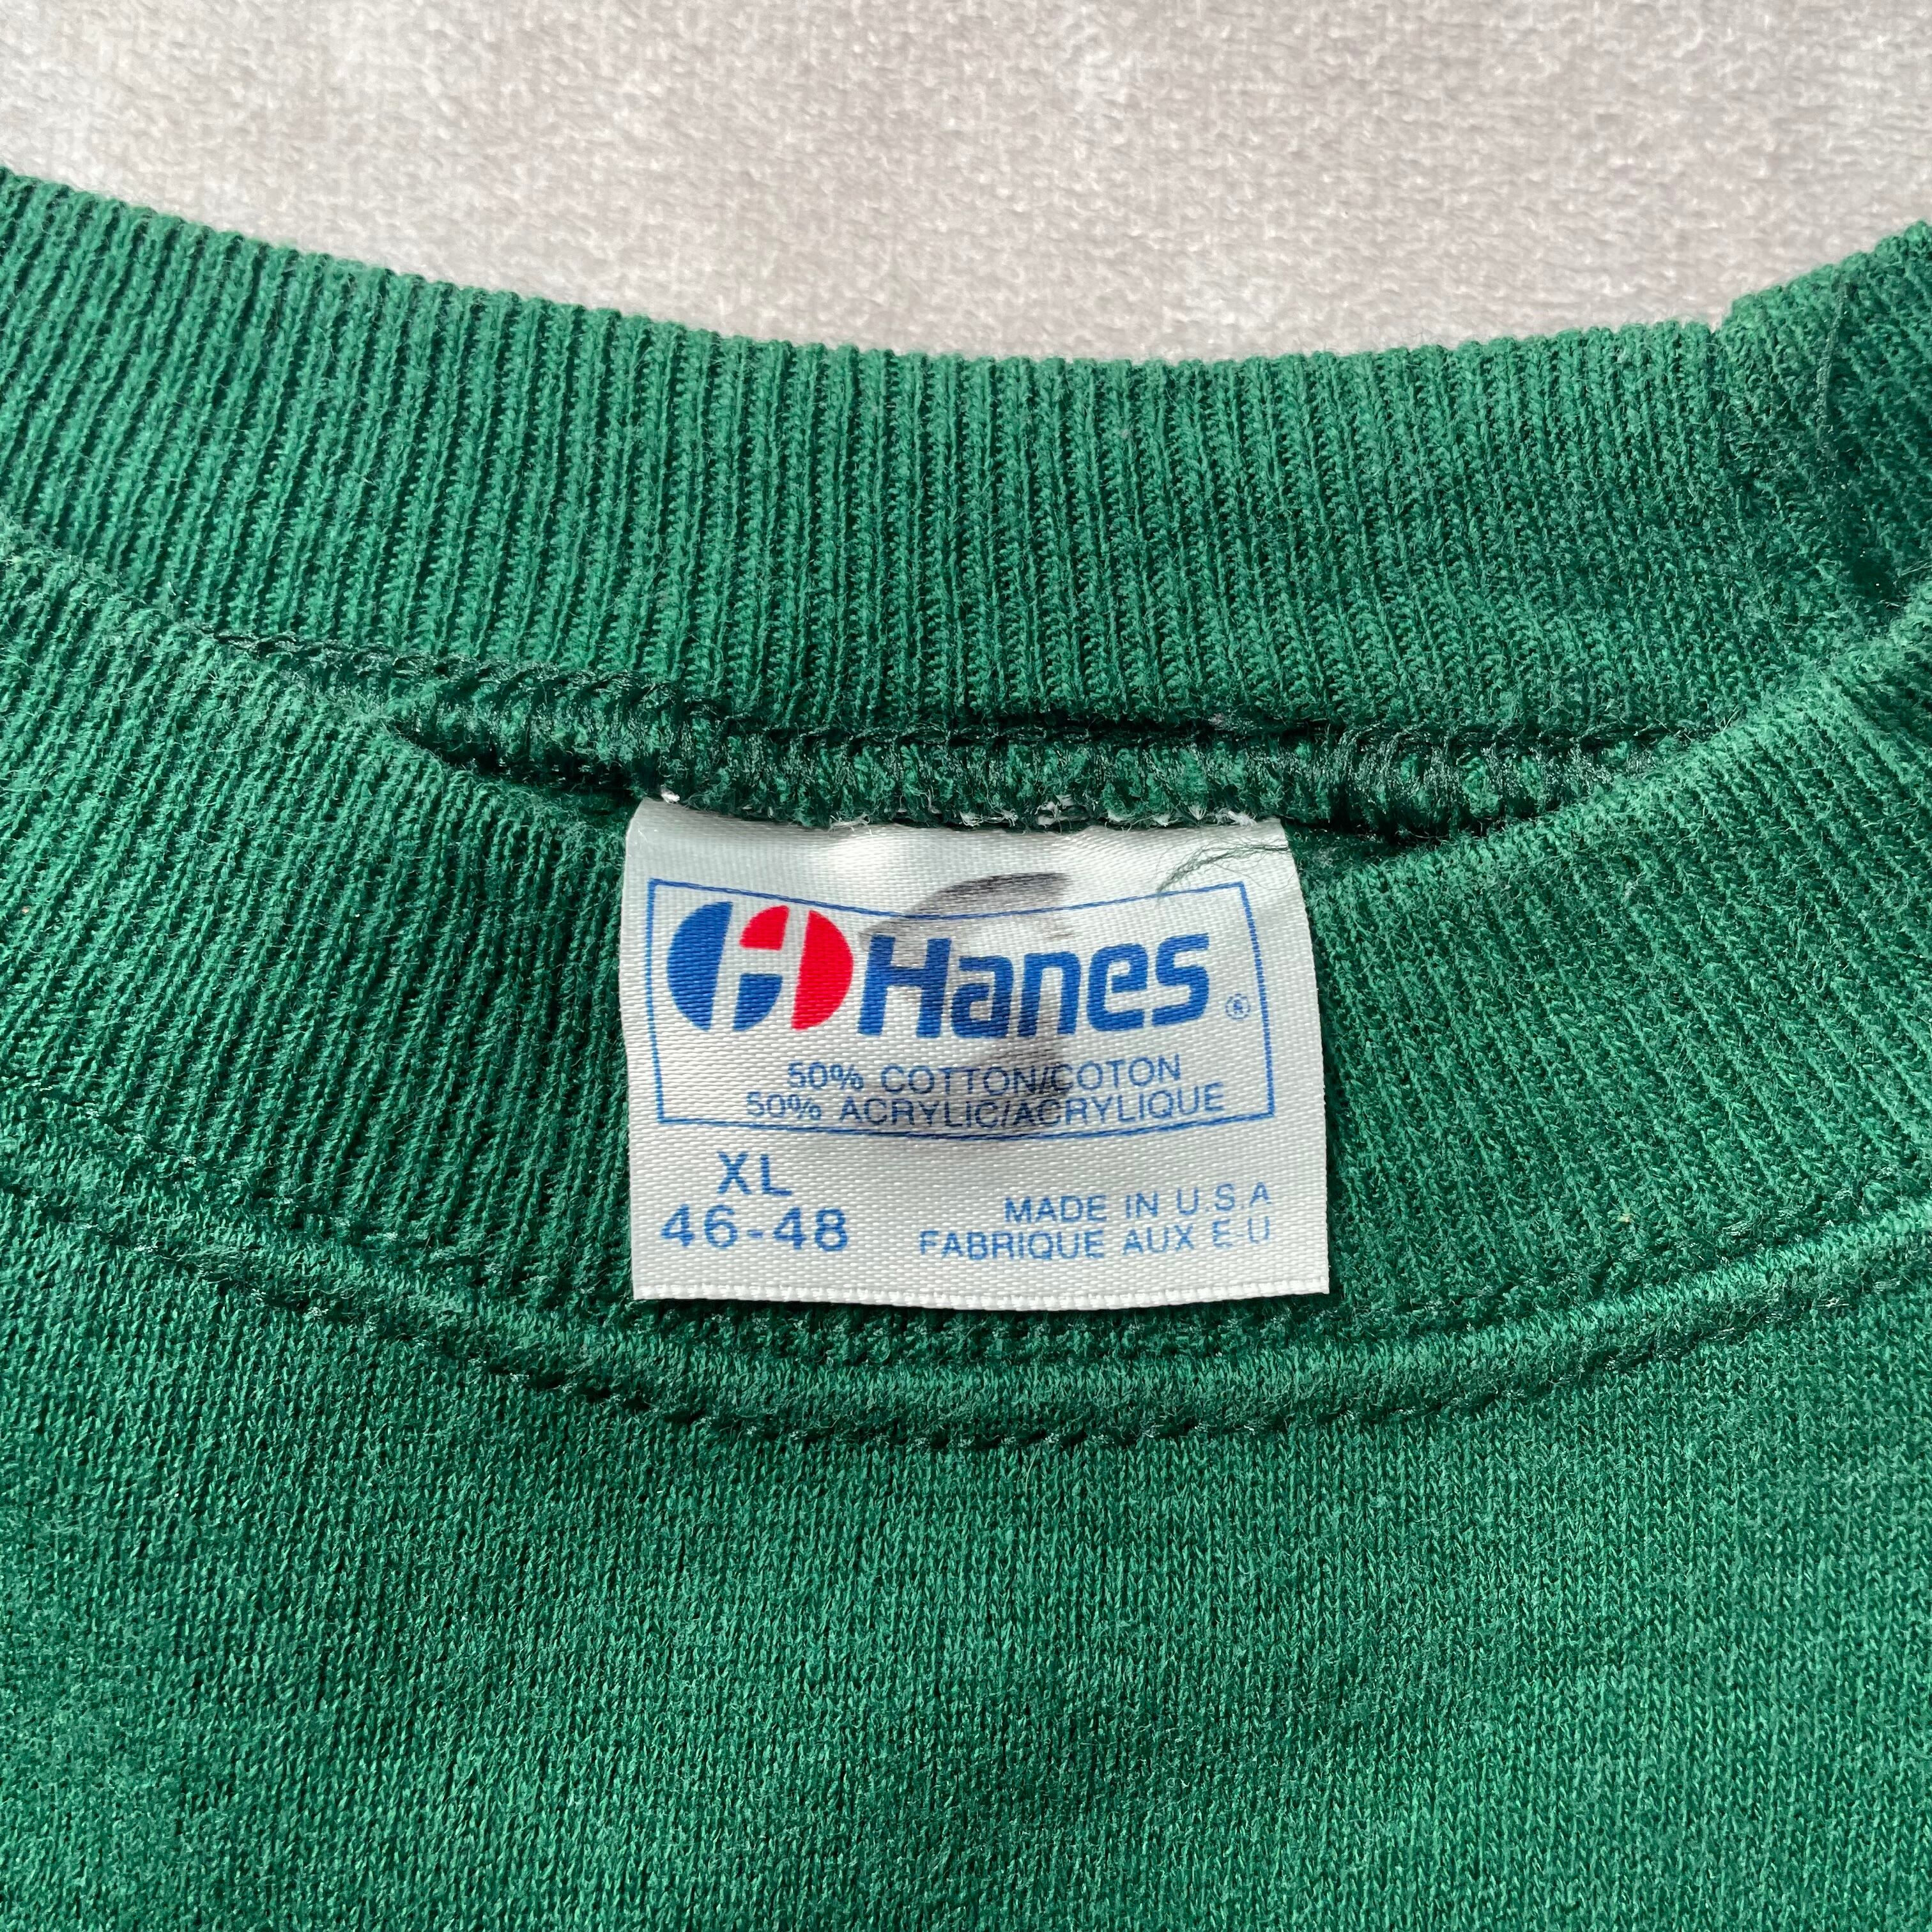 Hanes®
50% COTTON/COTON
50% ACRYLIC/ACRYLIQUE
XL
46-48
MADE IN U.S.A
FABRIQUE AUX E.U